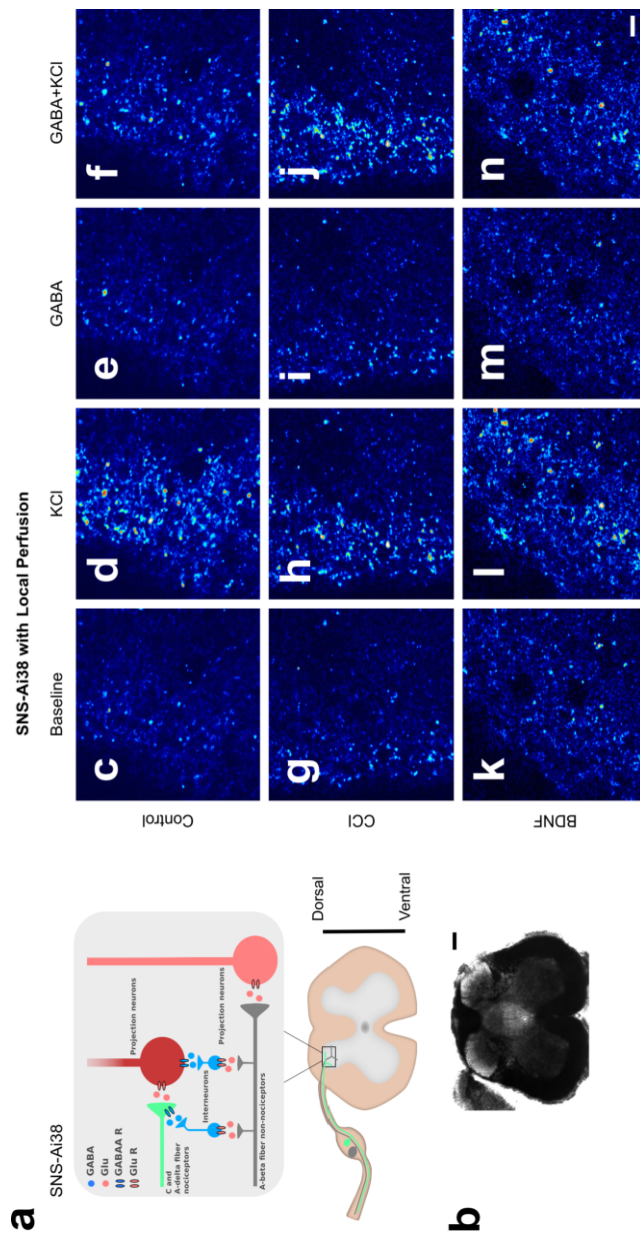 a
SNS-Ai38
GABA
Glu
GABAA R
Glu R
Projection neurons
C and
A-delta fiber
nociceptors
Interneurons
Projection neurons
A-beta fiber non-nociceptors
Dorsal
Ventral
b
SNS-Ai38 with Local Perfusion
Baseline
KCl
GABA
GABA+KCl
Control
c
d
e
f
CCI
g
h
i
j
BDNF
k
l
m
n